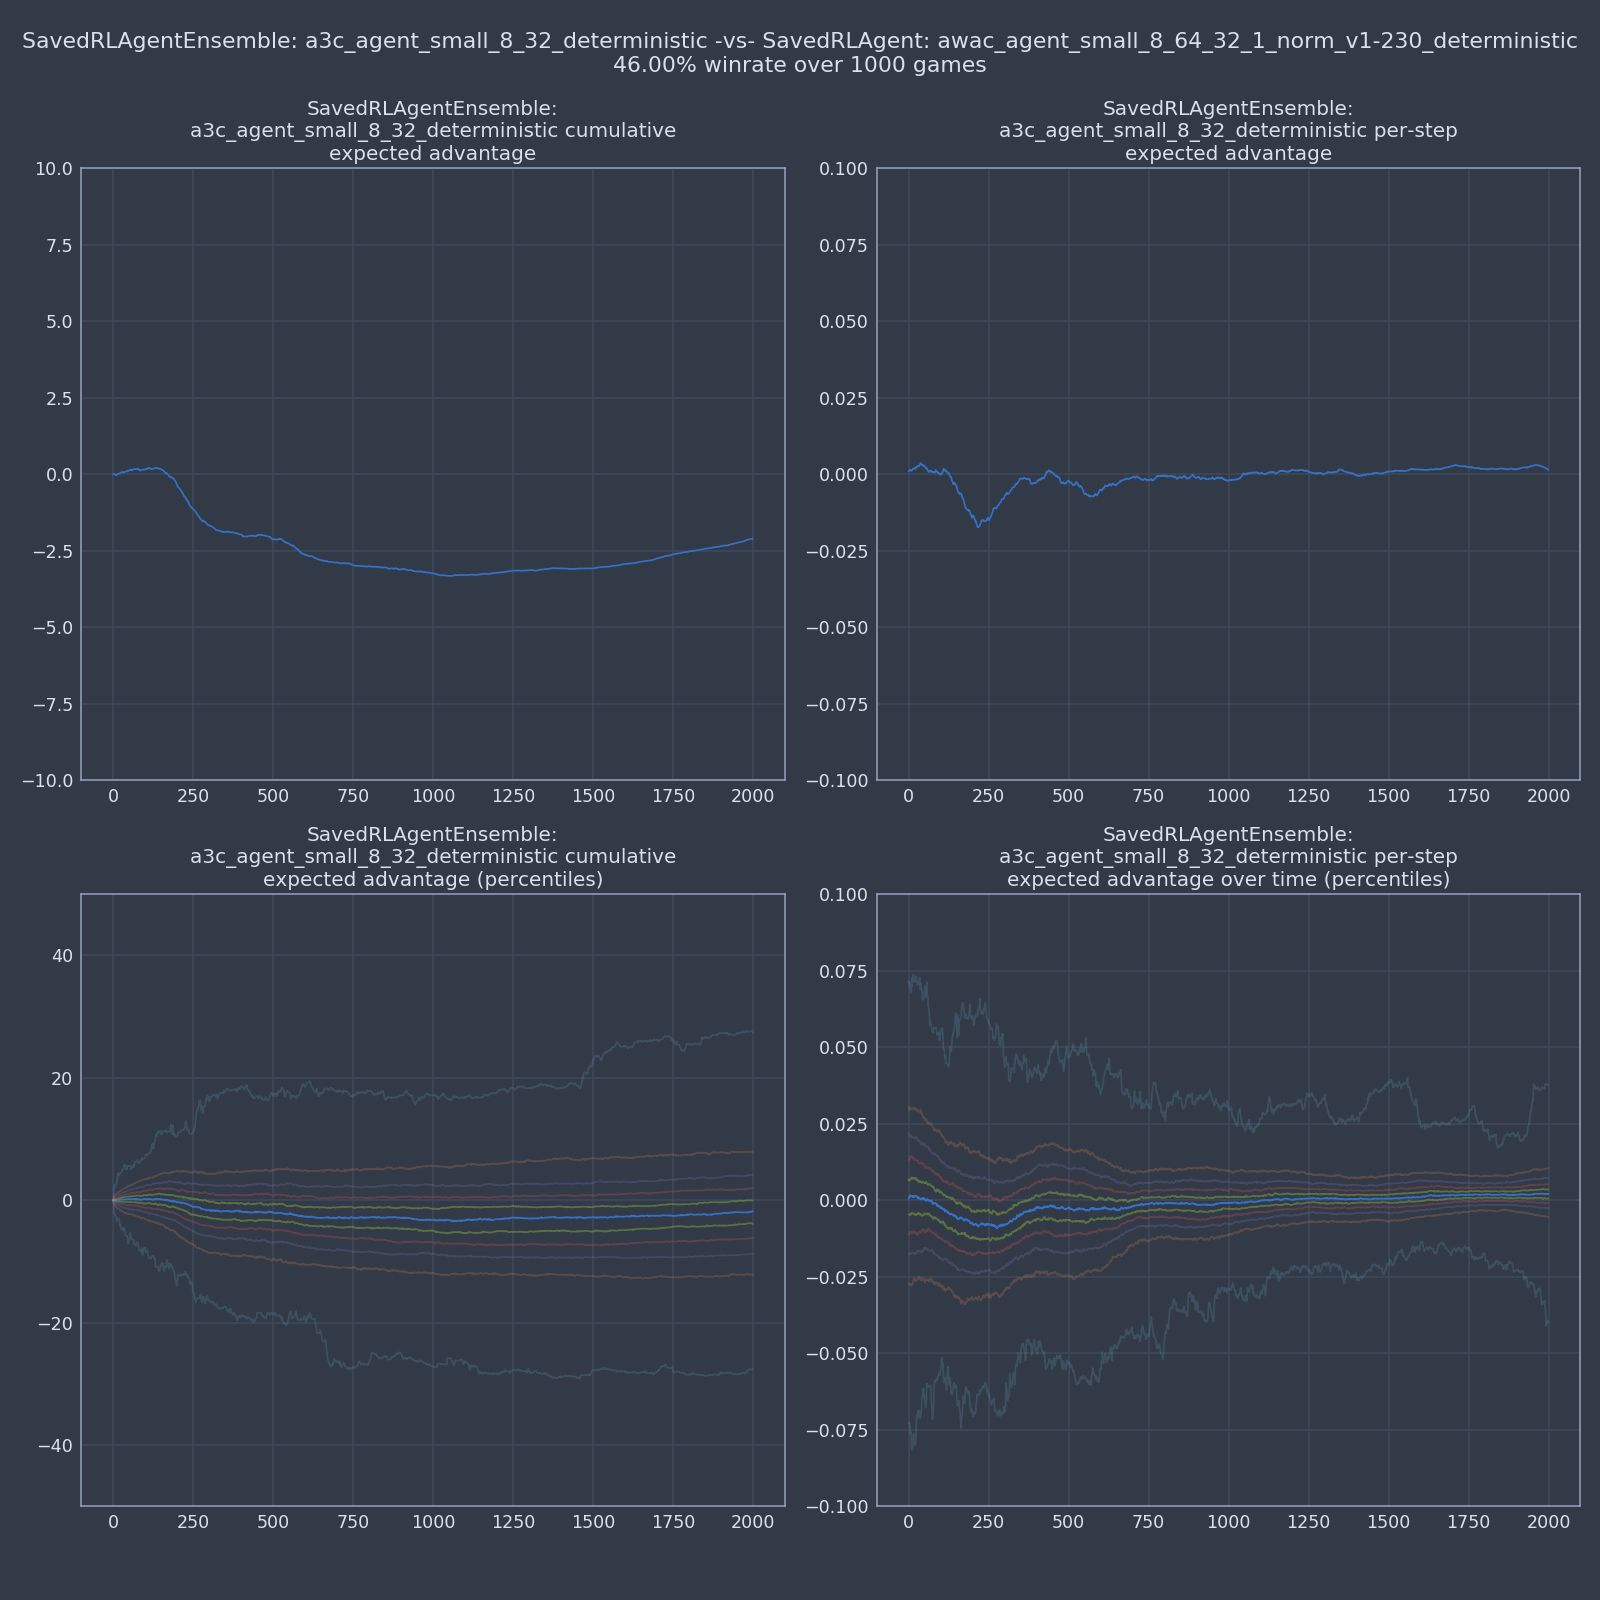 SavedRLAgentEnsemble: a3c_agent_small_8_32_deterministic -vs- SavedRLAgent: awac_agent_small_8_64_32_1_norm_v1-230_deterministic
46.00% winrate over 1000 games
SavedRLAgentEnsemble:
a3c_agent_small_8_32_deterministic cumulative
expected advantage
10.0
7.5
5.0
2.5
0.0
−2.5
−5.0
−7.5
−10.0
0 250 500 750 1000 1250 1500 1750 2000
SavedRLAgentEnsemble:
a3c_agent_small_8_32_deterministic per-step
expected advantage
0.100
0.075
0.050
0.025
0.000
−0.025
−0.050
−0.075
−0.100
0 250 500 750 1000 1250 1500 1750 2000
SavedRLAgentEnsemble:
a3c_agent_small_8_32_deterministic cumulative
expected advantage (percentiles)
40
20
0
−20
−40
0 250 500 750 1000 1250 1500 1750 2000
SavedRLAgentEnsemble:
a3c_agent_small_8_32_deterministic per-step
expected advantage over time (percentiles)
0.100
0.075
0.050
0.025
0.000
−0.025
−0.050
−0.075
−0.100
0 250 500 750 1000 1250 1500 1750 2000